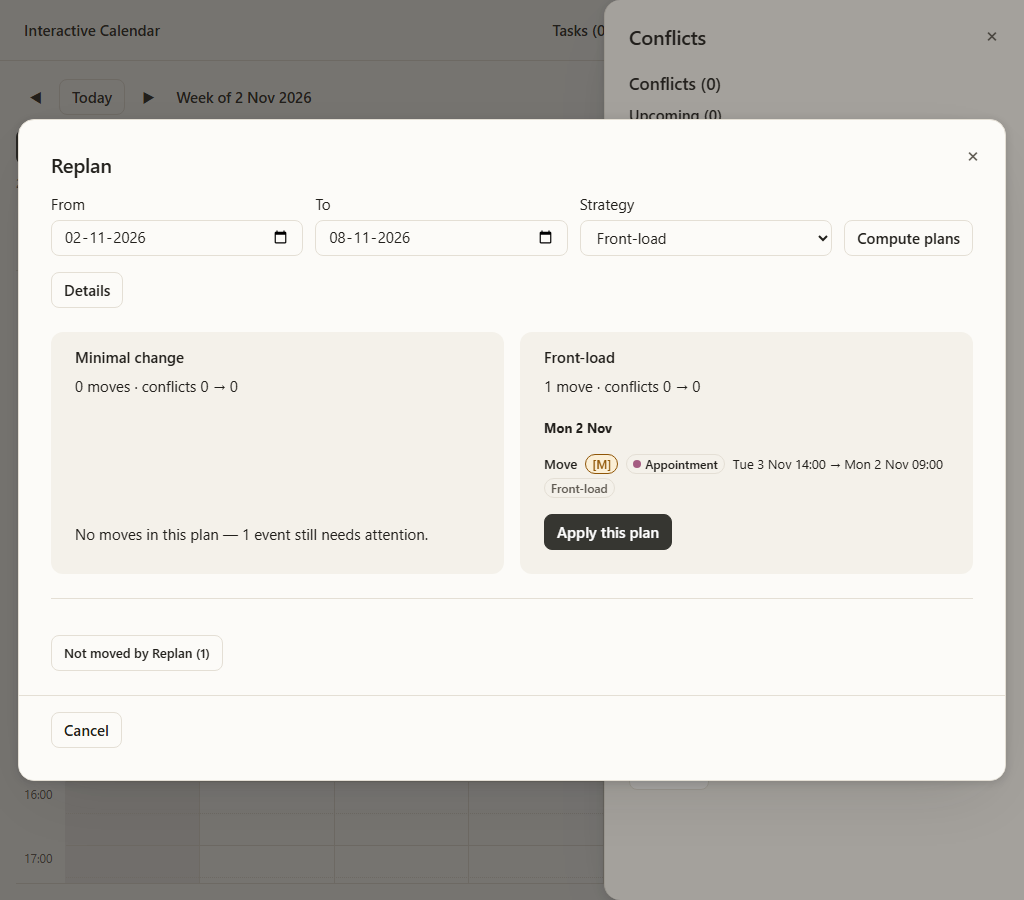 Interactive Calendar
Tasks (0
Conflicts
×
◀ Today ▶ Week of 2 Nov 2026
Conflicts (0)
Upcoming (0)
Replan
×
From
To
Strategy
02-11-2026
08-11-2026
Front-load
Compute plans
Details
Minimal change
0 moves · conflicts 0 → 0
No moves in this plan — 1 event still needs attention.
Front-load
1 move · conflicts 0 → 0
Mon 2 Nov
Move [M] Appointment Tue 3 Nov 14:00 → Mon 2 Nov 09:00
Front-load
Apply this plan
Not moved by Replan (1)
Cancel
16:00
17:00